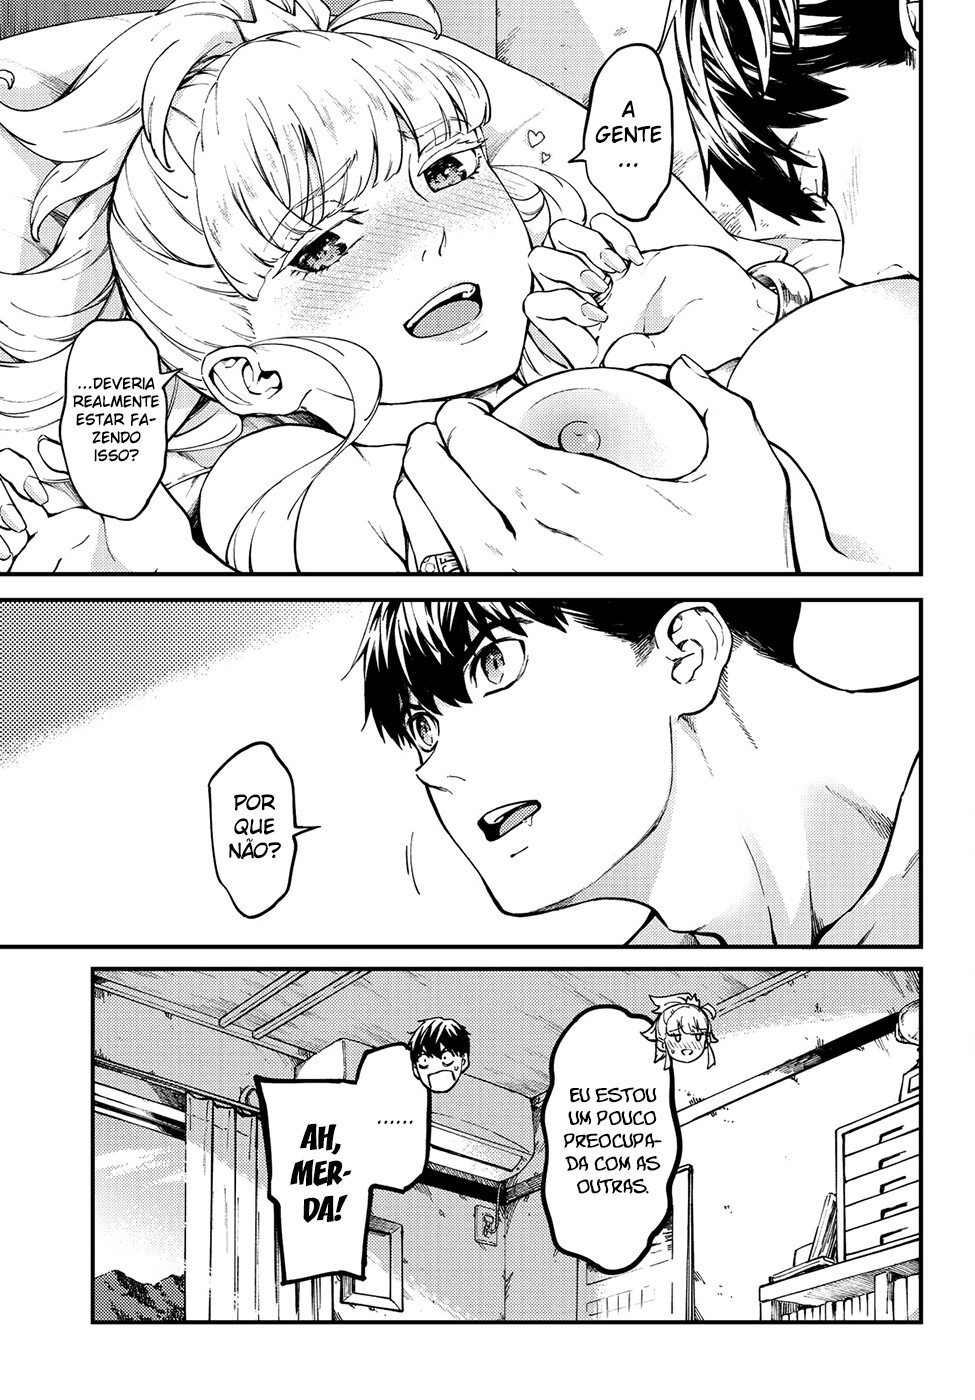 A
GENTE
...
...DEVERIA
REALMENTE
ESTAR FA-
ZENDO
ISSO?
POR
QUE
NÃO?
EU ESTOU
UM POUCO
PREOCUPA-
DA COM AS
OUTRAS.
......
AH,
MER-
DA!